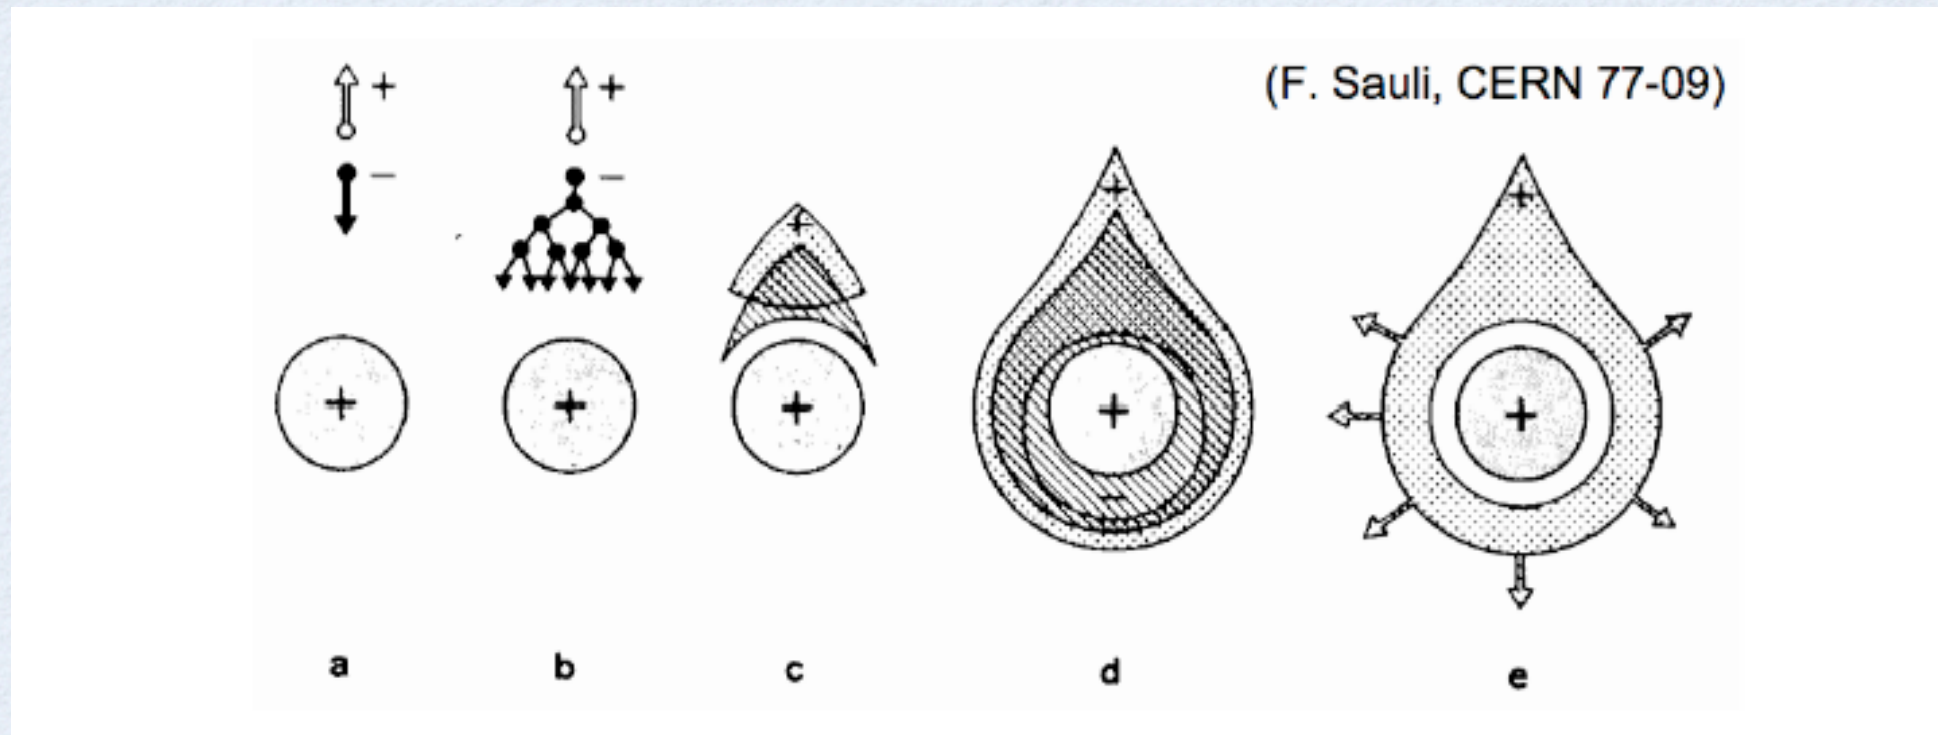 (F. Sauli, CERN 77-09)
+ +
− −
+ + +
+ + + + +
−
a b c d e